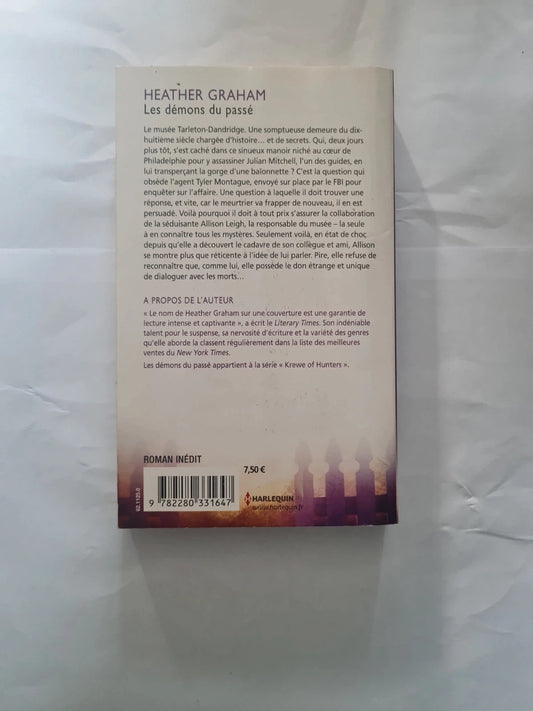 HEATHER GRAHAM
Les démons du passé
Le musée Tarleton-Dandridge. Une somptueuse demeure du dix-
huitième siècle chargée d'histoire... et de secrets. Qui, deux jours
plus tôt, s'est caché dans ce sinueux manoir niché au cœur de
Philadelphie pour y assassiner Julian Mitchell, l'un des guides, en
lui transperçant la gorge d'une baïonnette ? C'est la question qui
obsède l'agent Tyler Montague, envoyé sur place par le FBI pour
enquêter sur l'affaire. Une question à laquelle il doit trouver une
réponse, et vite, car le meurtrier va frapper de nouveau, il en est
persuadé. Voilà pourquoi il doit à tout prix s'assurer la collaboration
de la séduisante Allison Leigh, la responsable du musée – la seule
à en connaître tous les mystères. Seulement voilà, en état de choc
depuis qu'elle a découvert le cadavre de son collègue et ami, Allison
se montre plus que réticente à l'idée de lui parler. Pire, elle refuse de
reconnaître que, comme lui, elle possède le don étrange et unique
de dialoguer avec les morts...
A PROPOS DE L'AUTEUR
« Le nom de Heather Graham sur une couverture est une garantie de
lecture intense et captivante », a écrit le Literary Times. Son indéniable
talent pour le suspense, sa nervosité d'écriture et la variété des genres
qu'elle aborde la classent régulièrement dans la liste des meilleures
ventes du New York Times.
Les démons du passé appartient à la série « Krewe of Hunters ».
ROMAN INÉDIT
7,50 €
9 782280 331647
HARLEQUIN
www.harlequin.fr